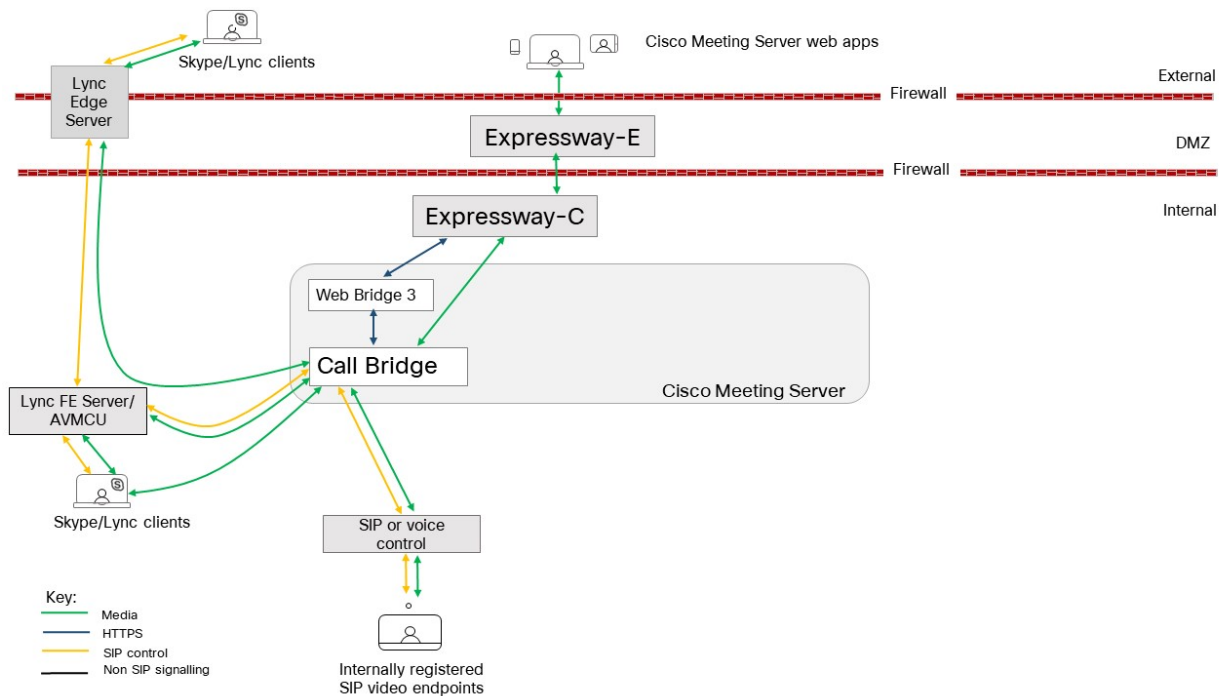 Skype/Lync clients
Cisco Meeting Server web apps
Lync
Edge
Server
External
Firewall
Expressway-E
DMZ
Firewall
Expressway-C
Internal
Web Bridge 3
Call Bridge
Cisco Meeting Server
Lync FE Server/
AVMCU
Skype/Lync clients
SIP or voice
control
Key:
Media
HTTPS
SIP control
Non SIP signalling
Internally registered
SIP video endpoints